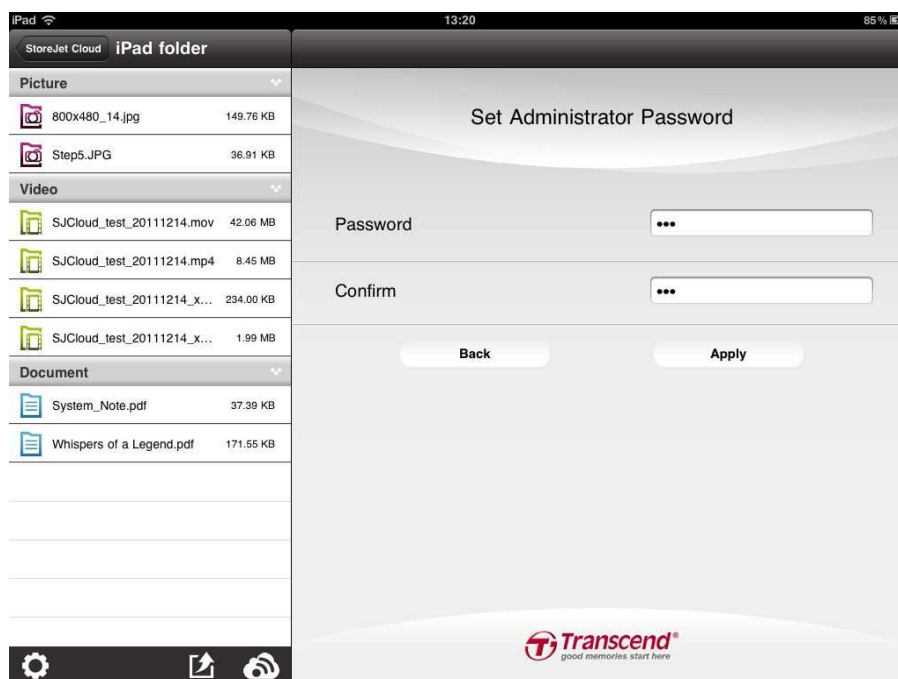 iPad 13:20 85%
StoreJet Cloud iPad folder
Picture
800x480_14.jpg 149.76 KB
Step5.JPG 36.91 KB
Video
SJCloud_test_20111214.mov 42.06 MB
SJCloud_test_20111214.mp4 8.45 MB
SJCloud_test_20111214_x... 234.00 KB
SJCloud_test_20111214_x... 1.99 MB
Document
System_Note.pdf 37.39 KB
Whispers of a Legend.pdf 171.55 KB
Set Administrator Password
Password •••
Confirm •••
Back Apply
Transcend®
good memories start here